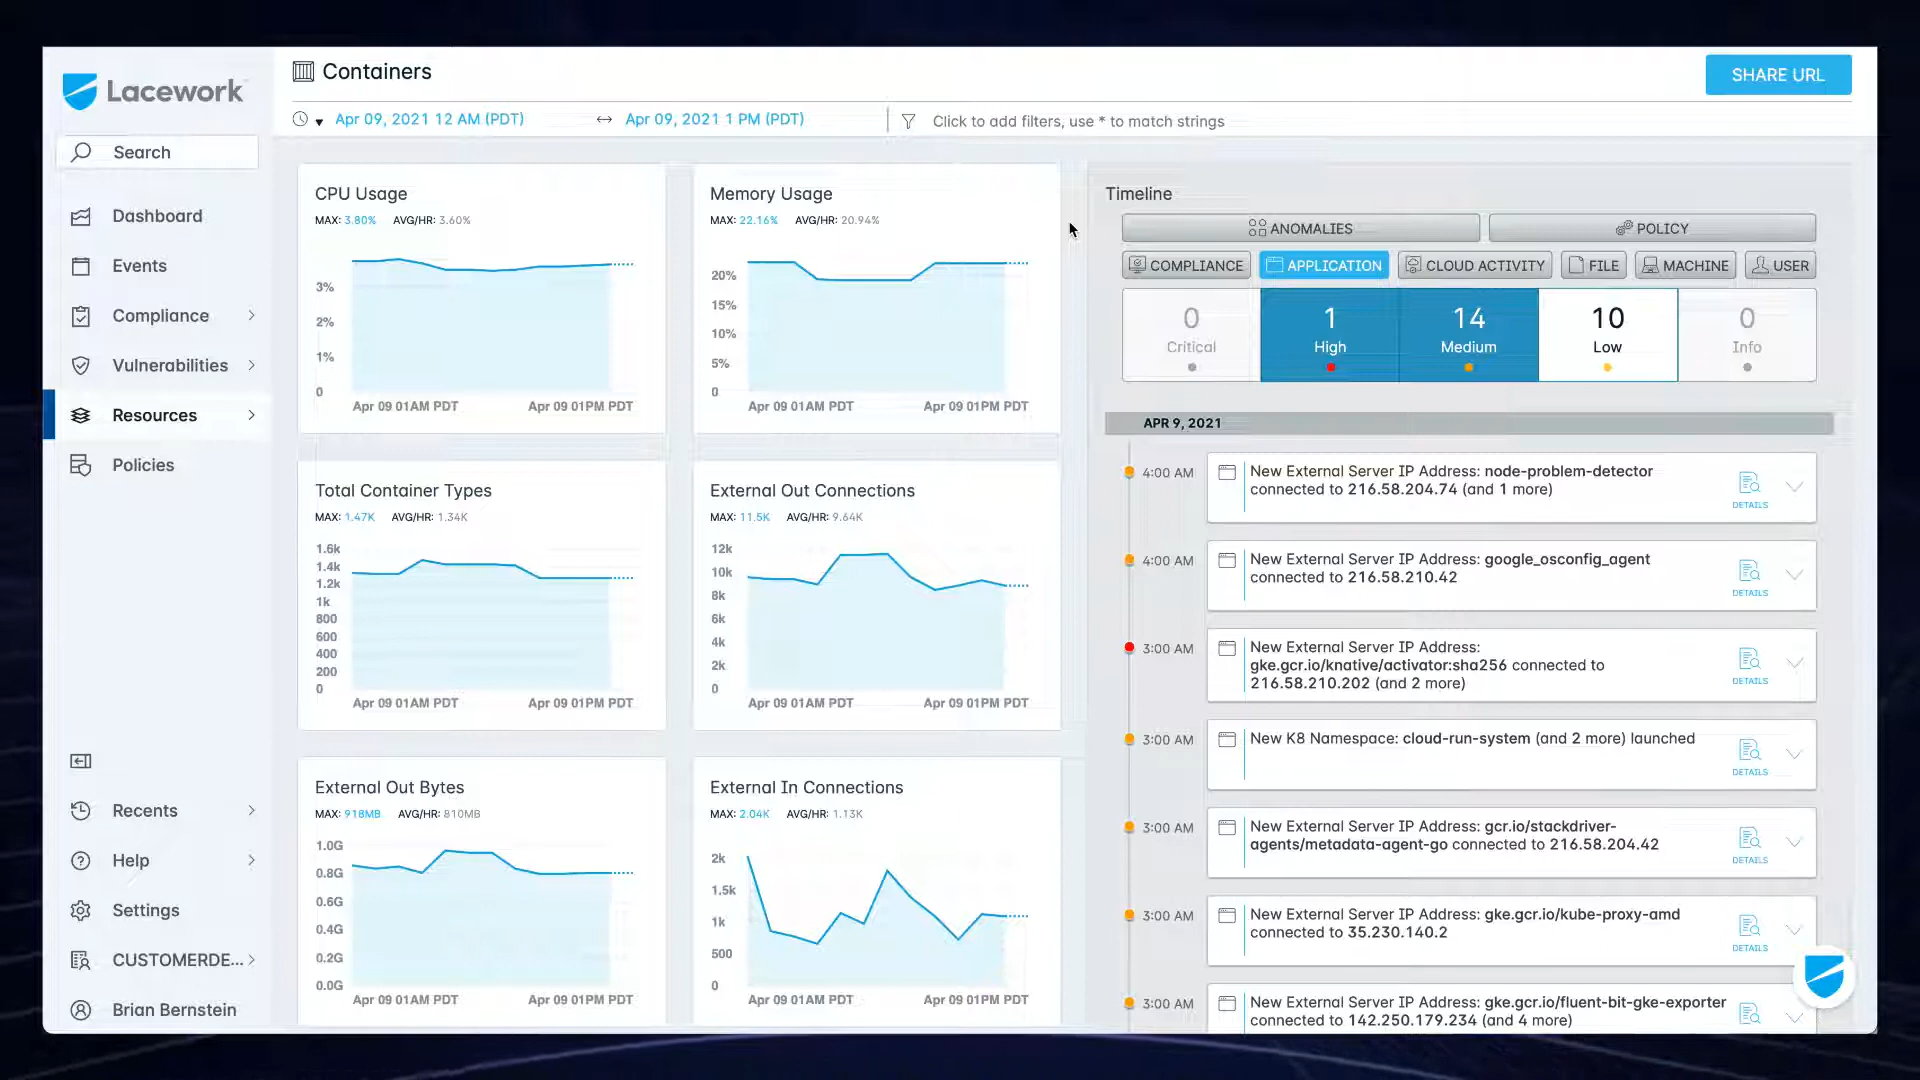 Lacework
Search
Dashboard
Events
Compliance
Vulnerabilities
Resources
Policies
Recents
Help
Settings
CUSTOMERDE...
Brian Bernstein
Containers
SHARE URL
Apr 09, 2021 12 AM (PDT)
Apr 09, 2021 1 PM (PDT)
Click to add filters, use * to match strings
CPU Usage
MAX: 3.80% AVG/HR: 3.60%
3%
2%
1%
0
Apr 09 01AM PDT Apr 09 01PM PDT
Memory Usage
MAX: 22.16% AVG/HR: 20.94%
20%
15%
10%
5%
0
Apr 09 01AM PDT Apr 09 01PM PDT
Total Container Types
MAX: 1.47K AVG/HR: 1.34K
1.6k
1.4k
1.2k
1k
800
600
400
200
0
Apr 09 01AM PDT Apr 09 01PM PDT
External Out Connections
MAX: 11.5K AVG/HR: 9.64K
12k
10k
8k
6k
4k
2k
0
Apr 09 01AM PDT Apr 09 01PM PDT
External Out Bytes
MAX: 918MB AVG/HR: 810MB
1.0G
0.8G
0.6G
0.4G
0.2G
0.0G
Apr 09 01AM PDT Apr 09 01PM PDT
External In Connections
MAX: 2.04K AVG/HR: 1.13K
2k
1.5k
1k
500
0
Apr 09 01AM PDT Apr 09 01PM PDT
Timeline
ANOMALIES POLICY
COMPLIANCE APPLICATION CLOUD ACTIVITY FILE MACHINE USER
0 1 14 10 0
Critical High Medium Low Info
APR 9, 2021
4:00 AM New External Server IP Address: node-problem-detector
connected to 216.58.204.74 (and 1 more)
DETAILS
4:00 AM New External Server IP Address: google_osconfig_agent
connected to 216.58.210.42
DETAILS
3:00 AM New External Server IP Address:
gke.gcr.io/knative/activator:sha256 connected to
216.58.210.202 (and 2 more)
DETAILS
3:00 AM New K8 Namespace: cloud-run-system (and 2 more) launched
DETAILS
3:00 AM New External Server IP Address: gcr.io/stackdriver-
agents/metadata-agent-go connected to 216.58.204.42
DETAILS
3:00 AM New External Server IP Address: gke.gcr.io/kube-proxy-amd
connected to 35.230.140.2
DETAILS
3:00 AM New External Server IP Address: gke.gcr.io/fluent-bit-gke-exporter
connected to 142.250.179.234 (and 4 more)